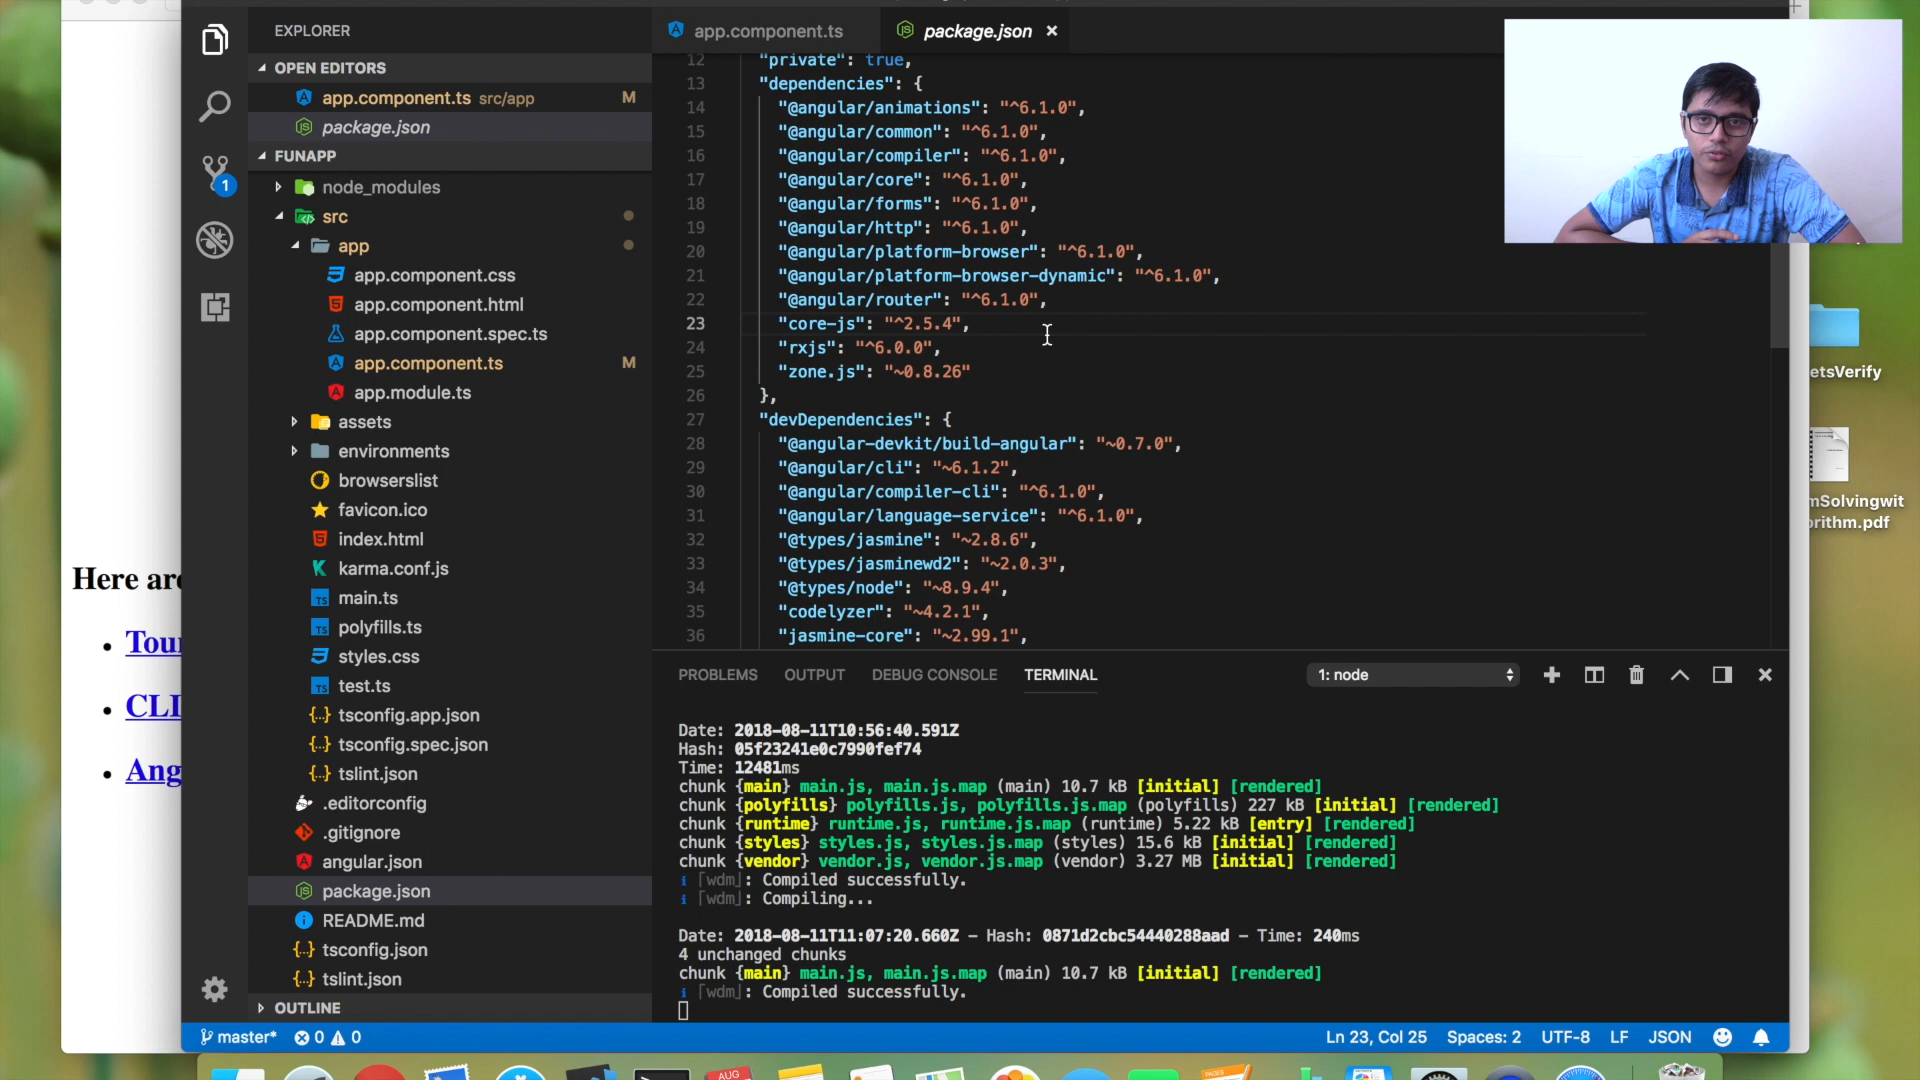 EXPLORER
OPEN EDITORS
app.component.ts src/app M
package.json
FUNAPP
node_modules
src
app
app.component.css
app.component.html
app.component.spec.ts
app.component.ts M
app.module.ts
assets
environments
browserslist
favicon.ico
index.html
karma.conf.js
main.ts
polyfills.ts
styles.css
test.ts
tsconfig.app.json
tsconfig.spec.json
tslint.json
.editorconfig
.gitignore
angular.json
package.json
README.md
tsconfig.json
tslint.json
OUTLINE
1
app.component.ts package.json
12 "private": true,
13 "dependencies": {
14 "@angular/animations": "^6.1.0",
15 "@angular/common": "^6.1.0",
16 "@angular/compiler": "^6.1.0",
17 "@angular/core": "^6.1.0",
18 "@angular/forms": "^6.1.0",
19 "@angular/http": "^6.1.0",
20 "@angular/platform-browser": "^6.1.0",
21 "@angular/platform-browser-dynamic": "^6.1.0",
22 "@angular/router": "^6.1.0",
23 "core-js": "^2.5.4",
24 "rxjs": "^6.0.0",
25 "zone.js": "~0.8.26"
26 },
27 "devDependencies": {
28 "@angular-devkit/build-angular": "~0.7.0",
29 "@angular/cli": "~6.1.2",
30 "@angular/compiler-cli": "^6.1.0",
31 "@angular/language-service": "^6.1.0",
32 "@types/jasmine": "~2.8.6",
33 "@types/jasminewd2": "~2.0.3",
34 "@types/node": "~8.9.4",
35 "codelyzer": "~4.2.1",
36 "jasmine-core": "~2.99.1",
PROBLEMS OUTPUT DEBUG CONSOLE TERMINAL 1: node
Date: 2018-08-11T10:56:40.591Z
Hash: 05f23241e0c7990fef74
Time: 12481ms
chunk {main} main.js, main.js.map (main) 10.7 kB [initial] [rendered]
chunk {polyfills} polyfills.js, polyfills.js.map (polyfills) 227 kB [initial] [rendered]
chunk {runtime} runtime.js, runtime.js.map (runtime) 5.22 kB [entry] [rendered]
chunk {styles} styles.js, styles.js.map (styles) 15.6 kB [initial] [rendered]
chunk {vendor} vendor.js, vendor.js.map (vendor) 3.27 MB [initial] [rendered]
i ｢wdm｣: Compiled successfully.
i ｢wdm｣: Compiling...
Date: 2018-08-11T11:07:20.660Z - Hash: 0871d2cbc54440288aad - Time: 240ms
4 unchanged chunks
chunk {main} main.js, main.js.map (main) 10.7 kB [initial] [rendered]
i ｢wdm｣: Compiled successfully.
master* 0 0 Ln 23, Col 25 Spaces: 2 UTF-8 LF JSON
Here are
Tour
CLI
Ang
etsVerify
mSolvingwit
orithm.pdf
AUG
PAGES